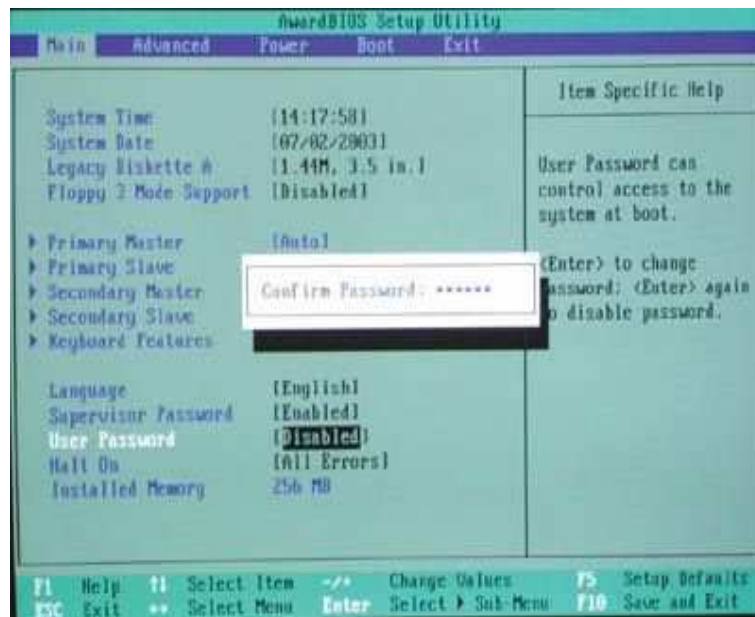 AwardBIOS Setup Utility
Main Advanced Power Boot Exit
System Time [14:17:58]
System Date [07/02/2003]
Legacy Diskette A [1.44M, 3.5 in.]
Floppy 3 Mode Support [Disabled]
Primary Master [Auto]
Primary Slave
Secondary Master
Secondary Slave
Keyboard Features
Confirm Password: ******
Language [English]
Supervisor Password [Enabled]
User Password [Disabled]
Halt On [All Errors]
Installed Memory 256 MB
Item Specific Help
User Password can
control access to the
system at boot.
<Enter> to change
password: <Enter> again
to disable password.
F1 Help ↑↓ Select Item -/+ Change Values F5 Setup Defaults
ESC Exit ↔ Select Menu Enter Select ▶ Sub-Menu F10 Save and Exit